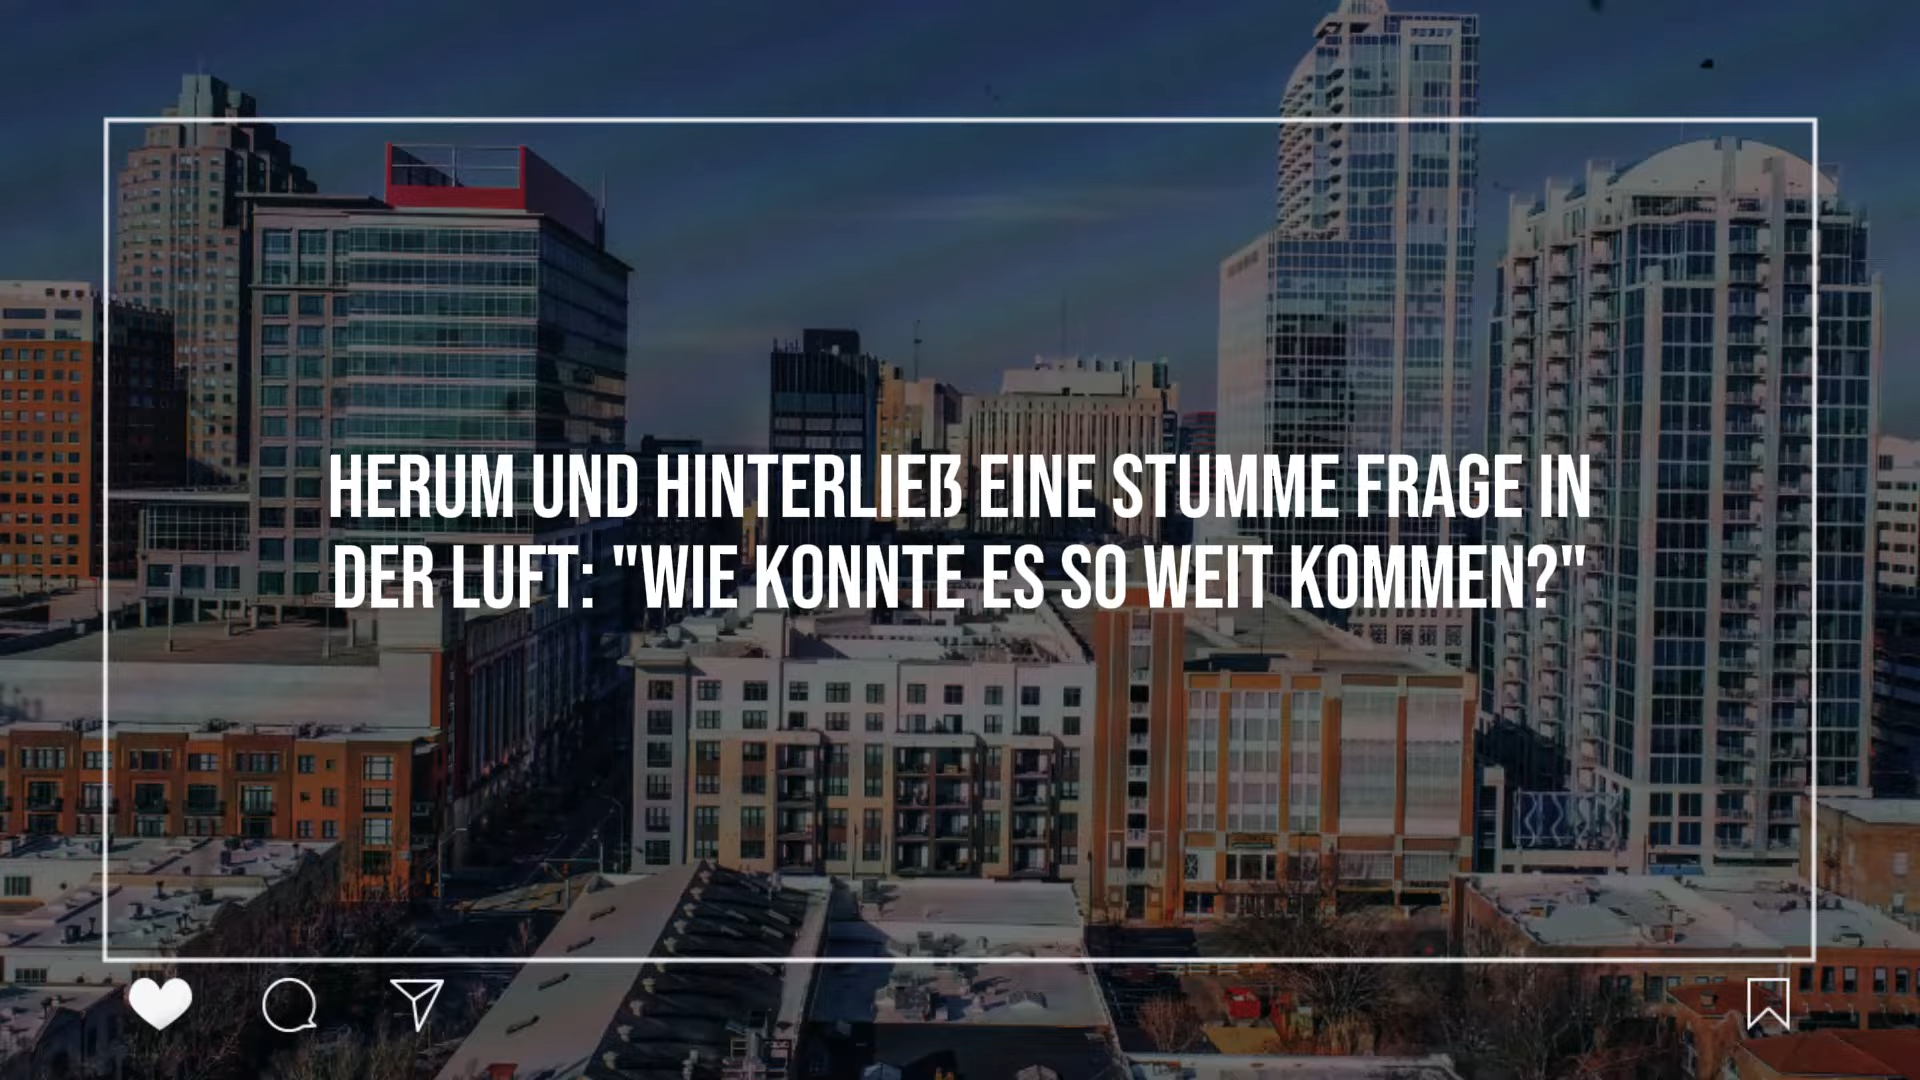 HERUM UND HINTERLIEẞ EINE STUMME FRAGE IN
DER LUFT: "WIE KONNTE ES SO WEIT KOMMEN?"